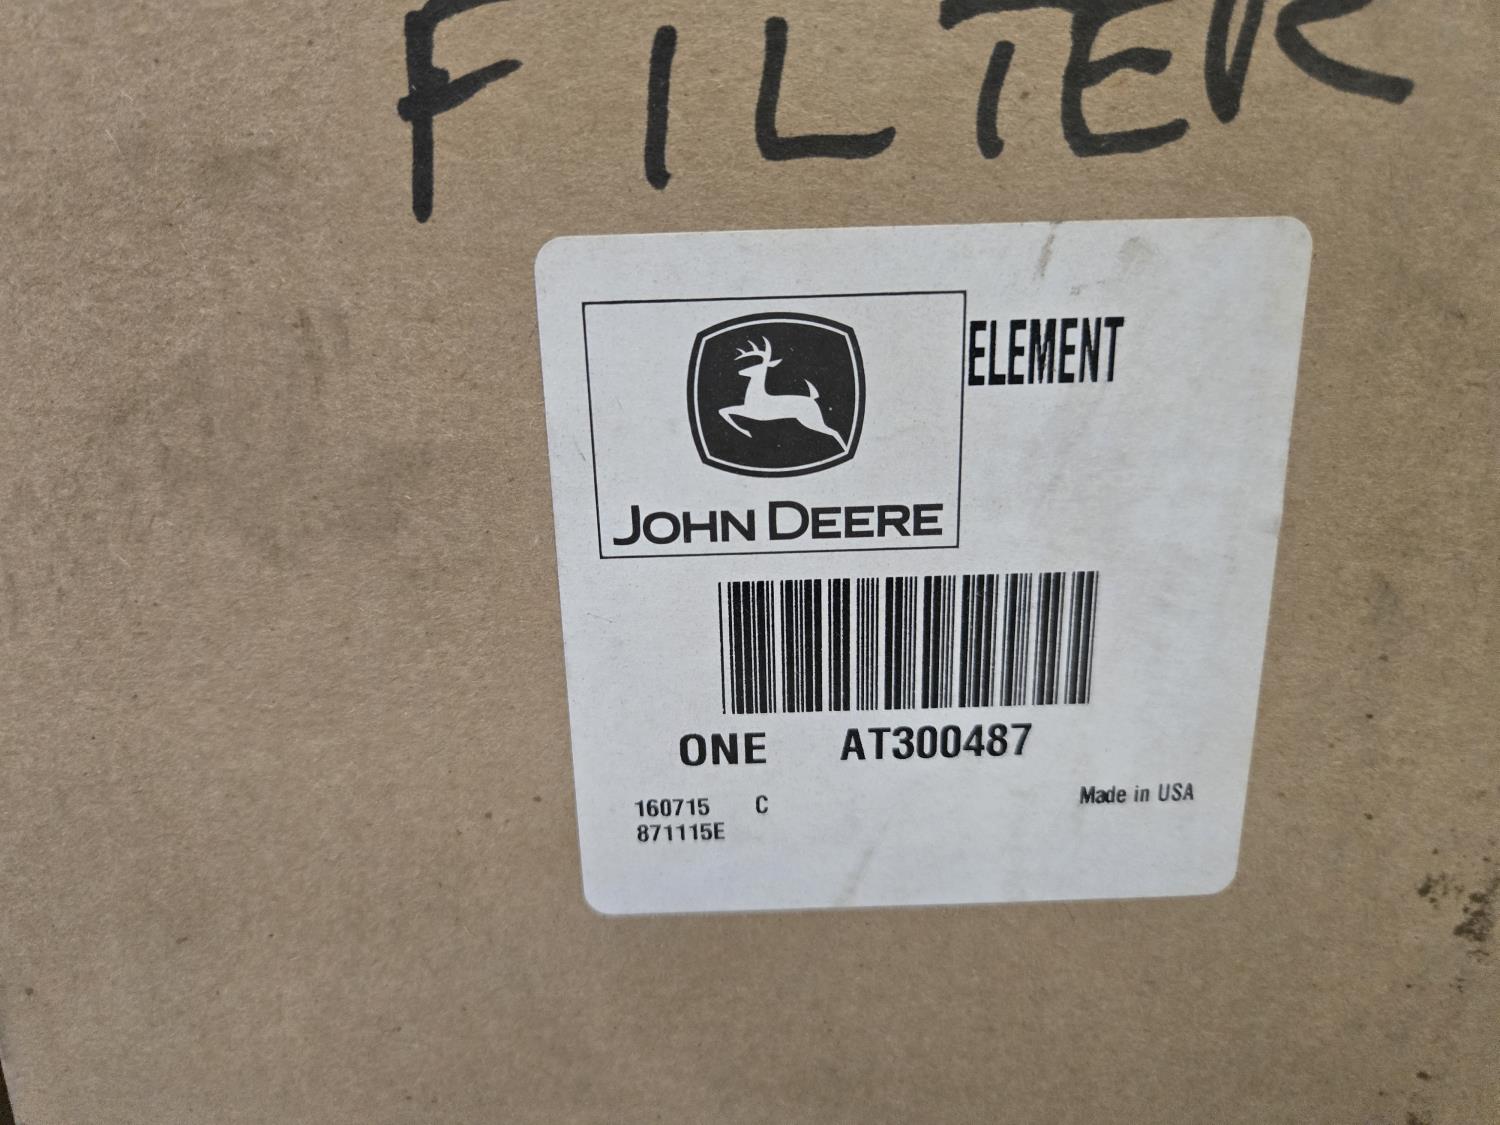 FILTER
ELEMENT
JOHN DEERE
ONE AT300487
160715 C
871115E
Made in USA